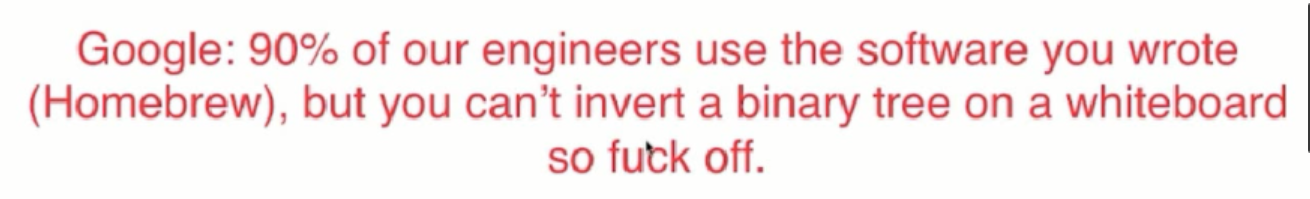 Google: 90% of our engineers use the software you wrote
(Homebrew), but you can’t invert a binary tree on a whiteboard
so fuck off.